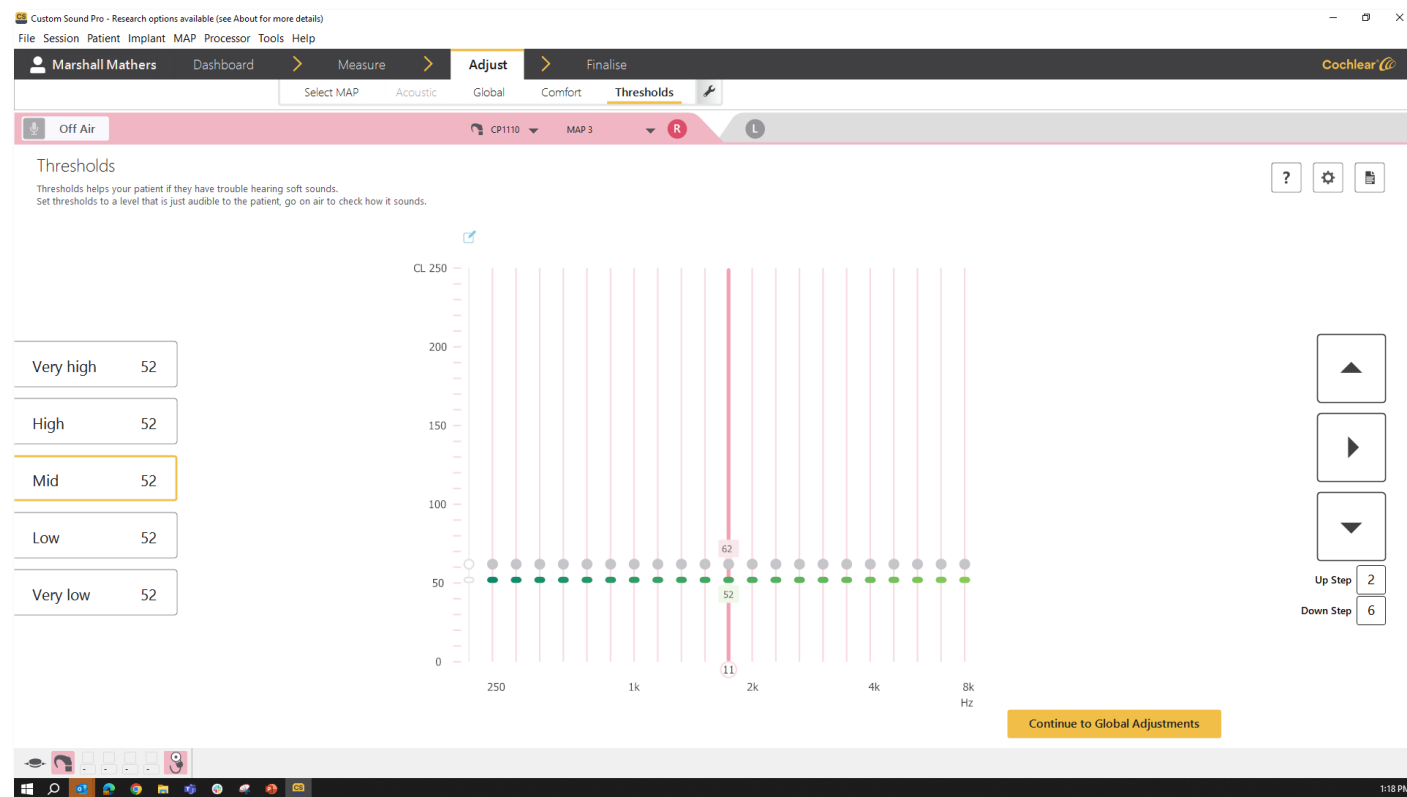 CS Custom Sound Pro - Research options available (see About for more details)
File Session Patient Implant MAP Processor Tools Help
Marshall Mathers Dashboard Measure Adjust Finalise Cochlear
Select MAP Acoustic Global Comfort Thresholds
Off Air CP1110 MAP 3 R L
Thresholds
Thresholds helps your patient if they have trouble hearing soft sounds.
Set thresholds to a level that is just audible to the patient, go on air to check how it sounds.
?
CL 250
200
150
100
50
0
62
52
11
250 1k 2k 4k 8k
Hz
Very high 52
High 52
Mid 52
Low 52
Very low 52
Up Step 2
Down Step 6
Continue to Global Adjustments
- - - -
CS 1:18 PM